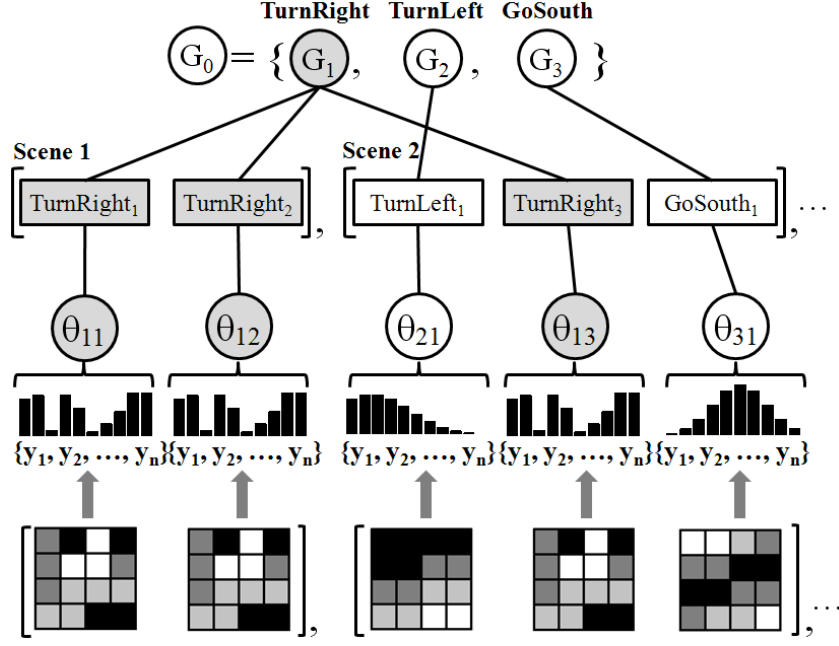 TurnRight TurnLeft GoSouth
G₀ = { G₁, G₂, G₃ }
Scene 1 Scene 2
[ TurnRight₁ TurnRight₂ ], [ TurnLeft₁ TurnRight₃ GoSouth₁ ], ...
θ₁₁ θ₁₂ θ₂₁ θ₁₃ θ₃₁
{y₁, y₂, ..., yₙ} {y₁, y₂, ..., yₙ} {y₁, y₂, ..., yₙ} {y₁, y₂, ..., yₙ} {y₁, y₂, ..., yₙ}
[ ], [ ], ...